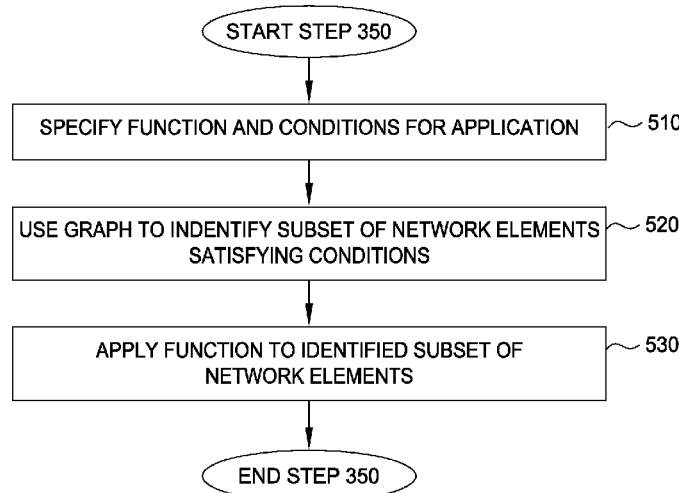 START STEP 350
SPECIFY FUNCTION AND CONDITIONS FOR APPLICATION
510
USE GRAPH TO INDENTIFY SUBSET OF NETWORK ELEMENTS
SATISFYING CONDITIONS
520
APPLY FUNCTION TO IDENTIFIED SUBSET OF
NETWORK ELEMENTS
530
END STEP 350